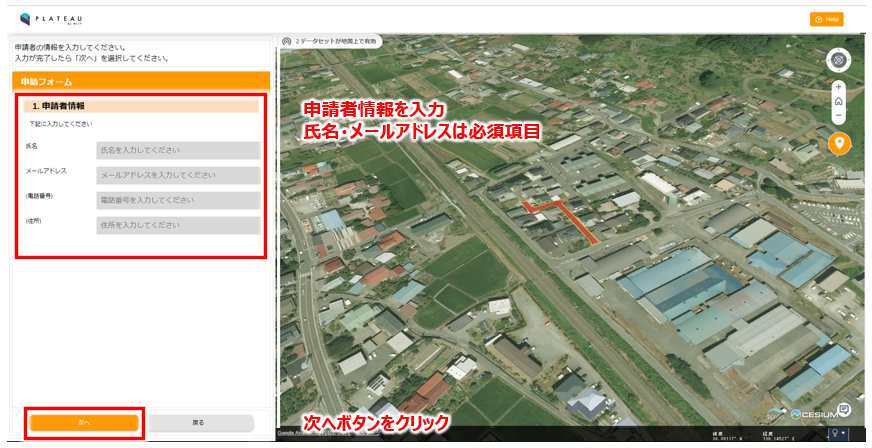 PLATEAU
by MLIT
Help
申請者の情報を入力してください。
入力が完了したら「次へ」を選択してください。
2 データセットが地図上で有効
申請フォーム
1. 申請者情報
下記に入力してください
氏名
氏名を入力してください
メールアドレス
メールアドレスを入力してください
(電話番号)
電話番号を入力してください
(住所)
住所を入力してください
申請者情報を入力
氏名・メールアドレスは必須項目
次へ
戻る
次へボタンをクリック
CESIUM
緯度
経度